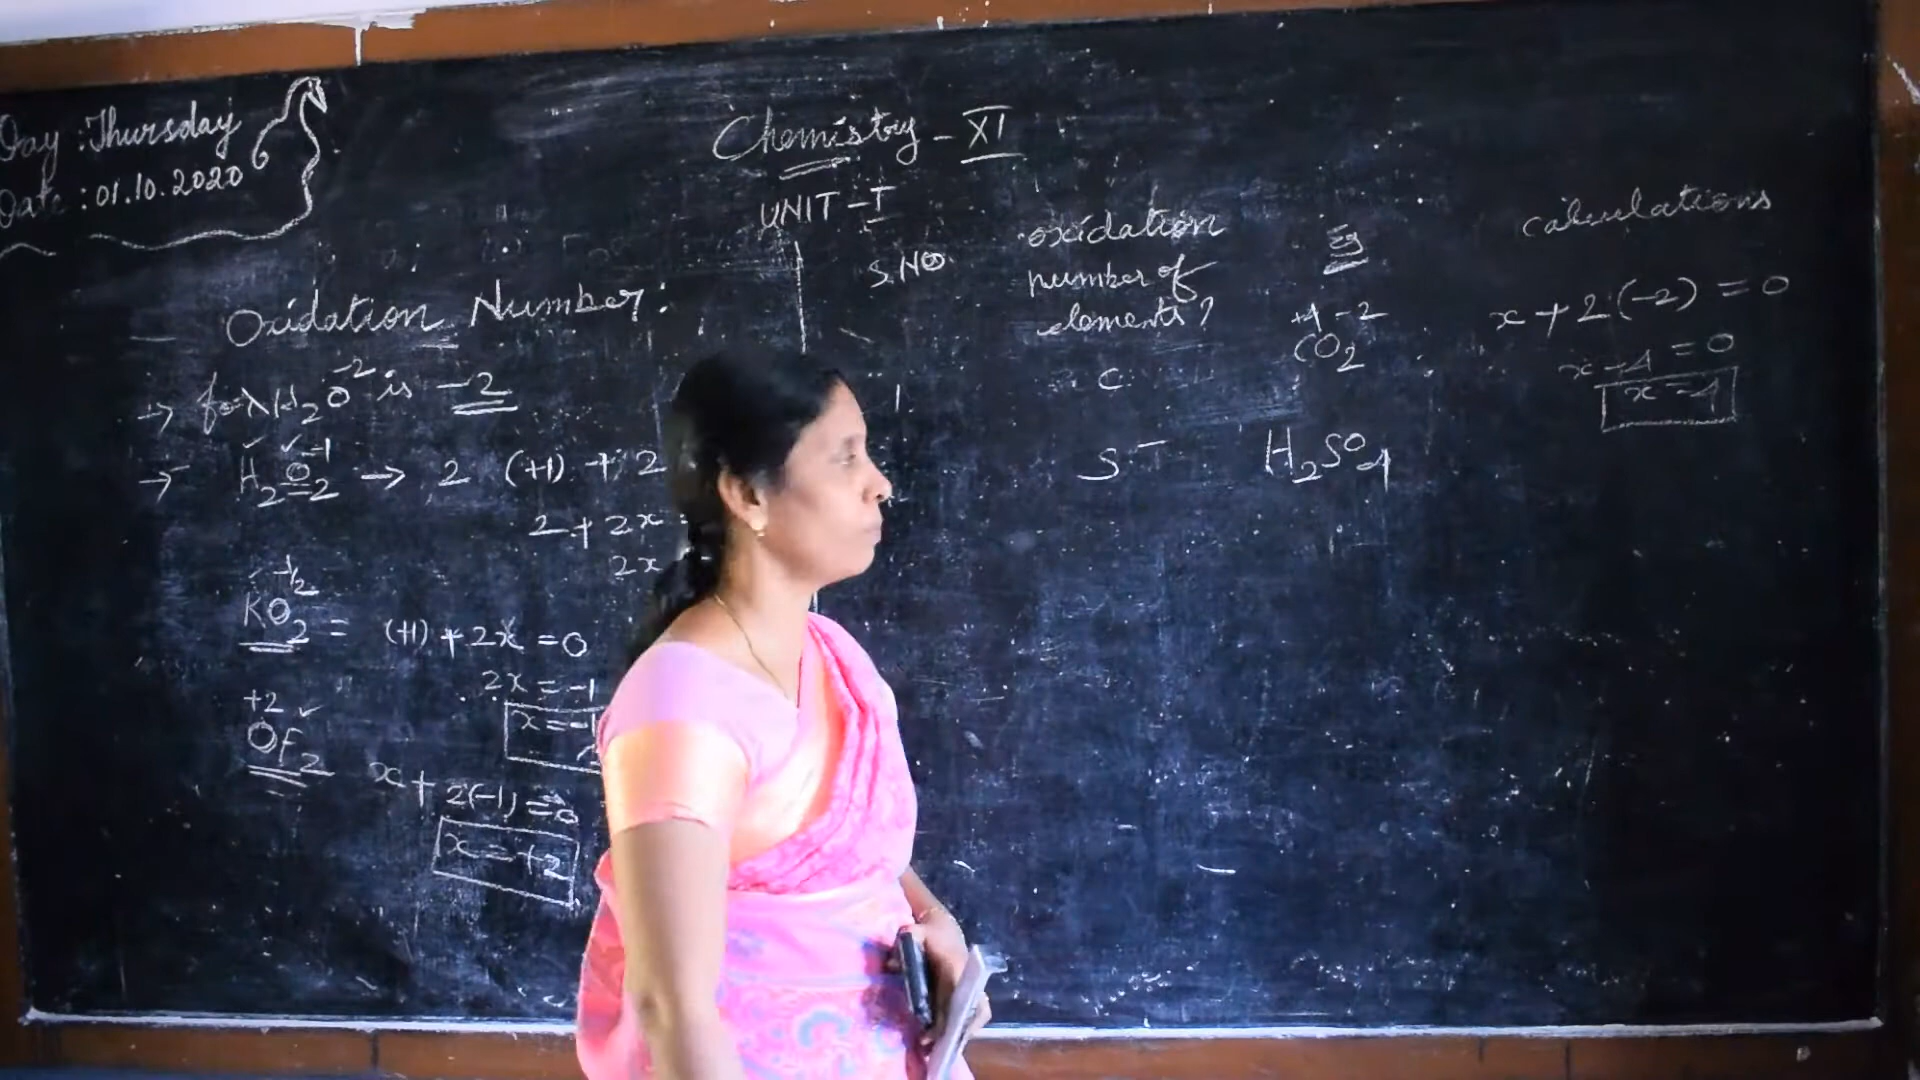 Day : Thursday
Date : 01.10.2020
Chemistry - XI
UNIT - I
Oxidation Number :
→ for H2O^-2 is -2
→ H2O2^-1 → 2 (+1) + 2
2 + 2x =
2x
KO2^-1/2 = (+1) + 2x = 0
2x = -1
x = -1
+2
OF2
x + 2(-1) = 0
x = +2
S.NO
oxidation
number of
elements?
Eg
calculations
1.
C
+4 -2
CO2
x + 2(-2) = 0
x - 4 = 0
x = 4
S -
H2SO4